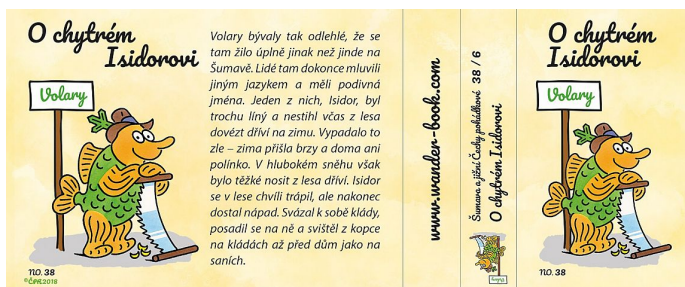 O chytrém
Isidorovi
Volary
no. 38
©ČPR2018
Volary bývaly tak odlehlé, že se
tam žilo úplně jinak než jinde na
Šumavě. Lidé tam dokonce mluvili
jiným jazykem a měli podivná
jména. Jeden z nich, Isidor, byl
trochu líný a nestihl včas z lesa
dovézt dříví na zimu. Vypadalo to
zle – zima přišla brzy a doma ani
polínko. V hlubokém sněhu však
bylo těžké nosit z lesa dříví. Isidor
se v lese chvíli trápil, ale nakonec
dostal nápad. Svázal k sobě klády,
posadil se na ně a svištěl z kopce
na kládách až před dům jako na
saních.
www.wander-book.com
Šumava a jižní Čechy pohádkové 38 / 6
O chytrém Isidorovi
Volary
O chytrém
Isidorovi
Volary
no. 38